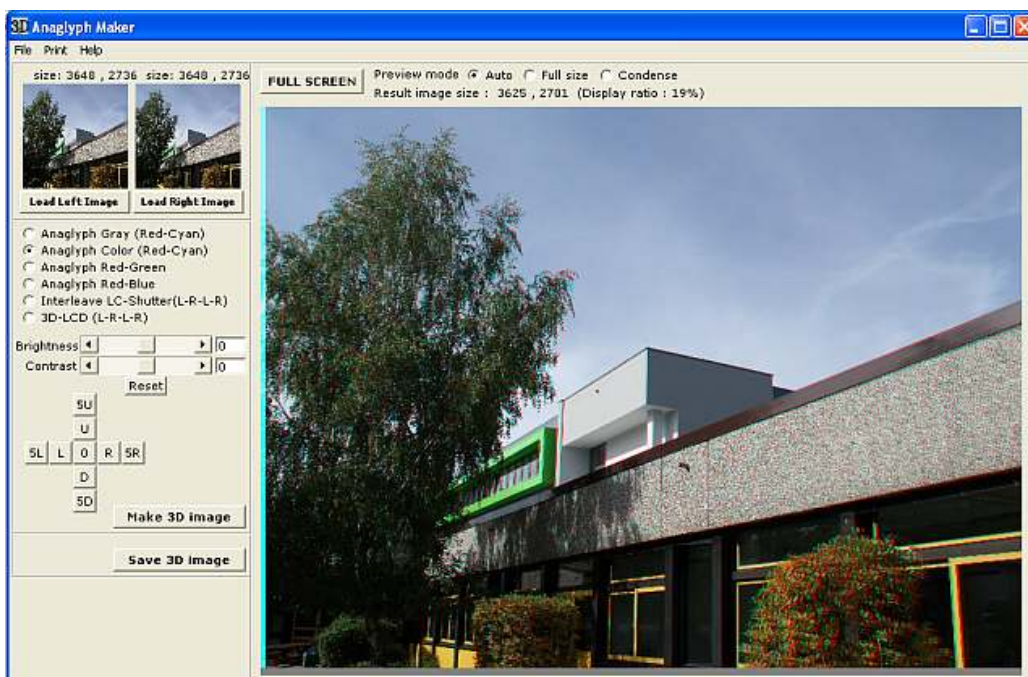 3D Anaglyph Maker
File Print Help
size: 3648 , 2736 size: 3648 , 2736
Load Left Image Load Right Image
FULL SCREEN
Preview mode Auto Full size Condense
Result image size : 3625 , 2701 (Display ratio : 19%)
Anaglyph Gray (Red-Cyan)
Anaglyph Color (Red-Cyan)
Anaglyph Red-Green
Anaglyph Red-Blue
Interleave LC-Shutter(L-R-L-R)
3D-LCD (L-R-L-R)
Brightness 0
Contrast 0
Reset
5U
U
5L L 0 R 5R
D
5D
Make 3D image
Save 3D image